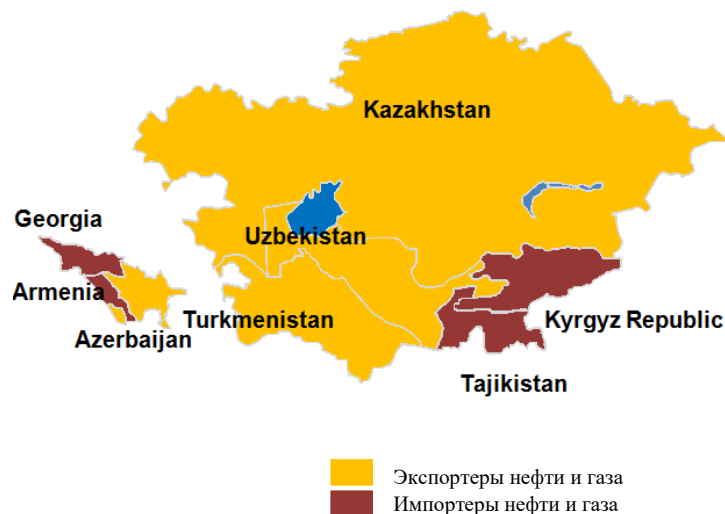 Kazakhstan
Georgia
Uzbekistan
Armenia
Turkmenistan
Kyrgyz Republic
Azerbaijan
Tajikistan
Экспортеры нефти и газа
Импортеры нефти и газа